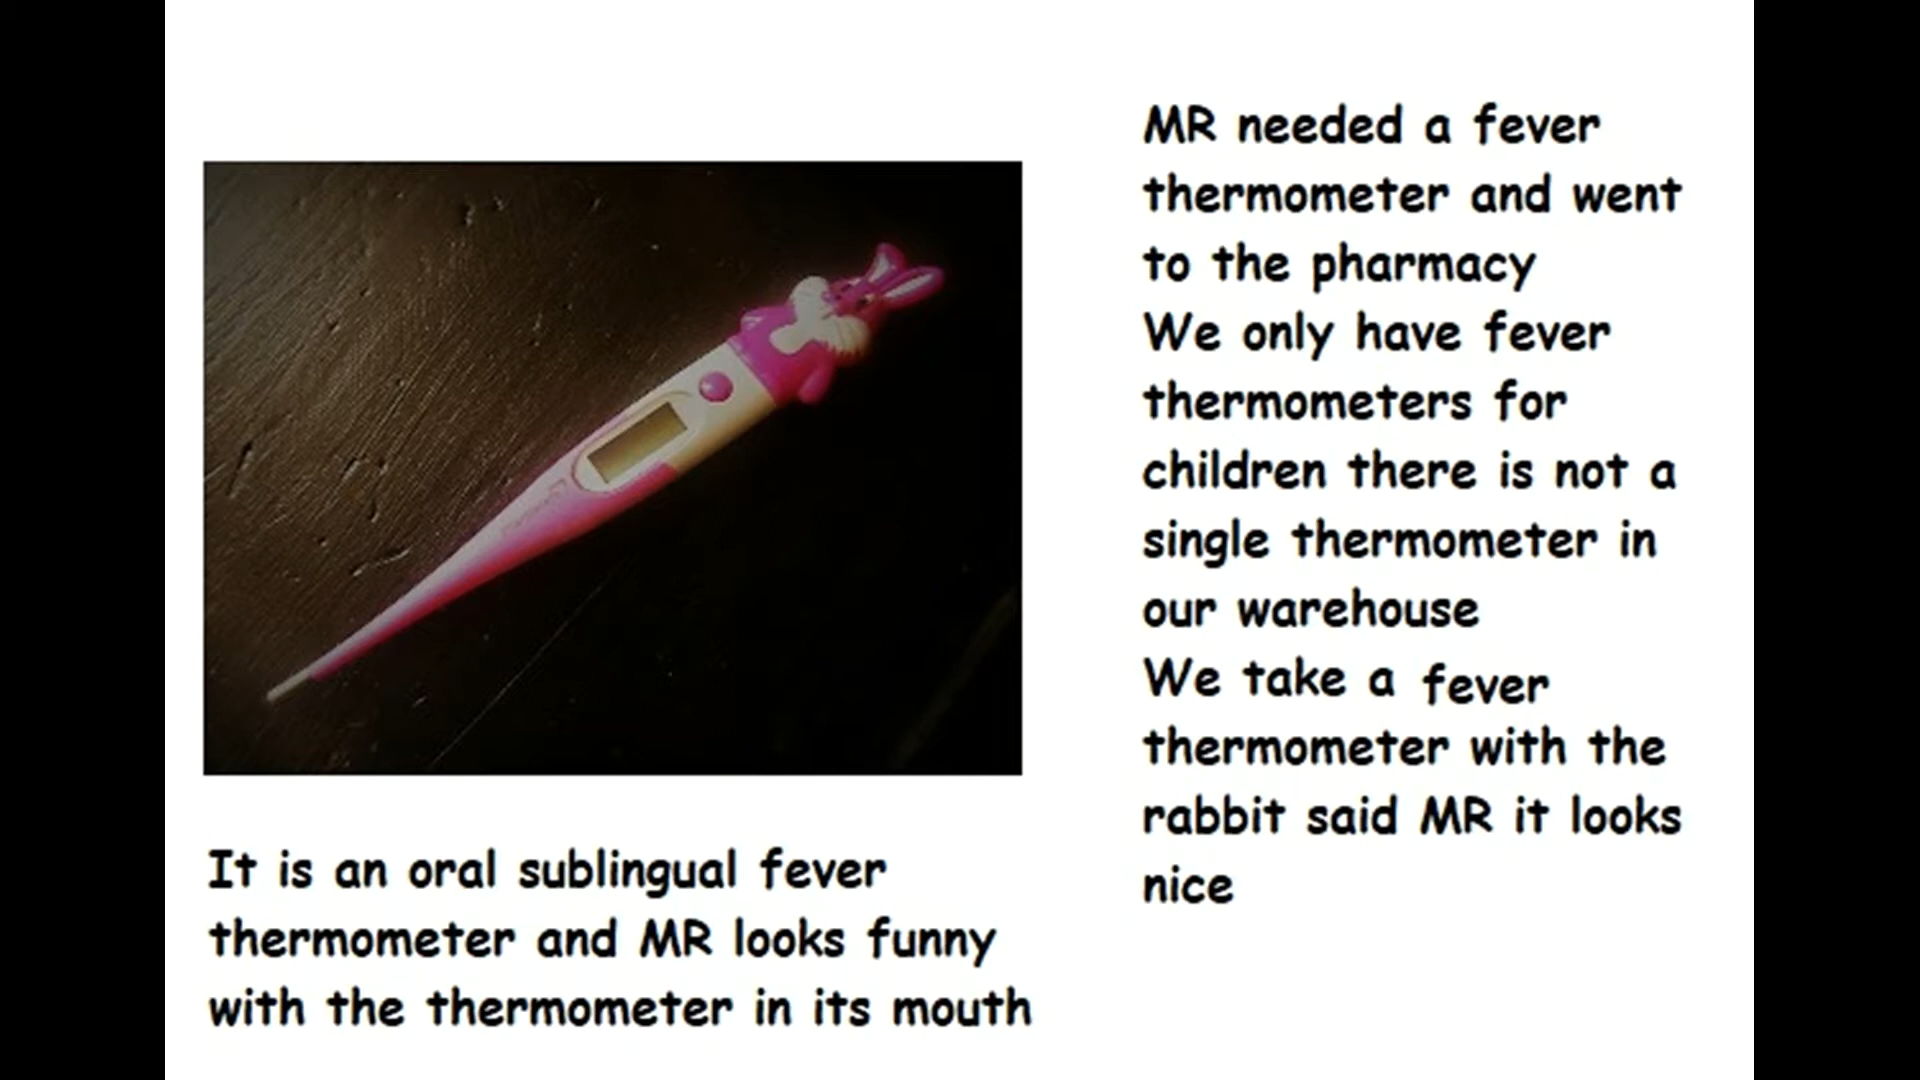 MR needed a fever
thermometer and went
to the pharmacy
We only have fever
thermometers for
children there is not a
single thermometer in
our warehouse
We take a fever
thermometer with the
rabbit said MR it looks
nice
It is an oral sublingual fever
thermometer and MR looks funny
with the thermometer in its mouth